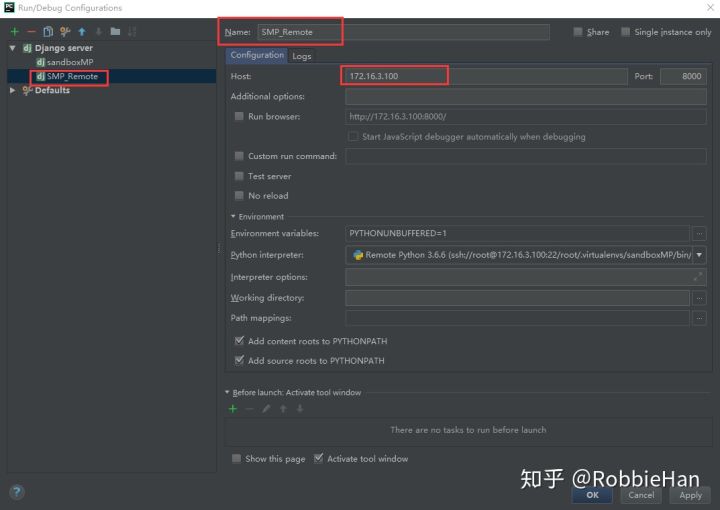 PC Run/Debug Configurations
Name: SMP_Remote Share Single instance only
dj Django server
dj sandboxMP
dj SMP_Remote
Defaults
Configuration Logs
Host: 172.16.3.100 Port: 8000
Additional options:
Run browser: http://172.16.3.100:8000/
Start JavaScript debugger automatically when debugging
Custom run command:
Test server
No reload
Environment
Environment variables: PYTHONUNBUFFERED=1 ...
Python interpreter: Remote Python 3.6.6 (ssh://root@172.16.3.100:22/root/.virtualenvs/sandboxMP/bin/
Interpreter options:
Working directory: ...
Path mappings: ...
Add content roots to PYTHONPATH
Add source roots to PYTHONPATH
Before launch: Activate tool window
There are no tasks to run before launch
Show this page Activate tool window
知乎 @RobbieHan
? OK Cancel Apply